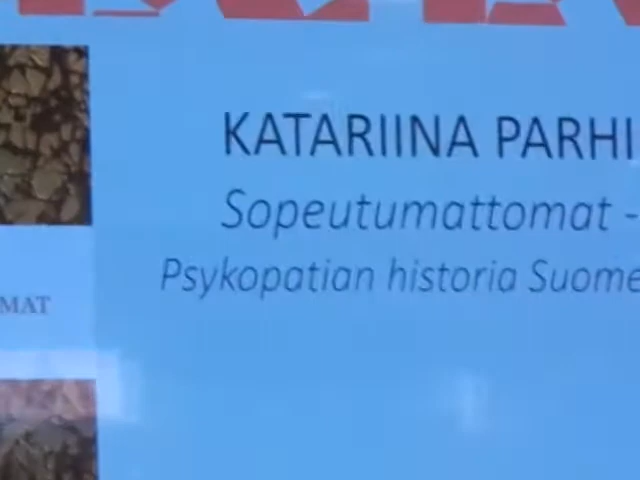 KATARIINA PARHI
Sopeutumattomat -
Psykopatian historia Suome
MAT